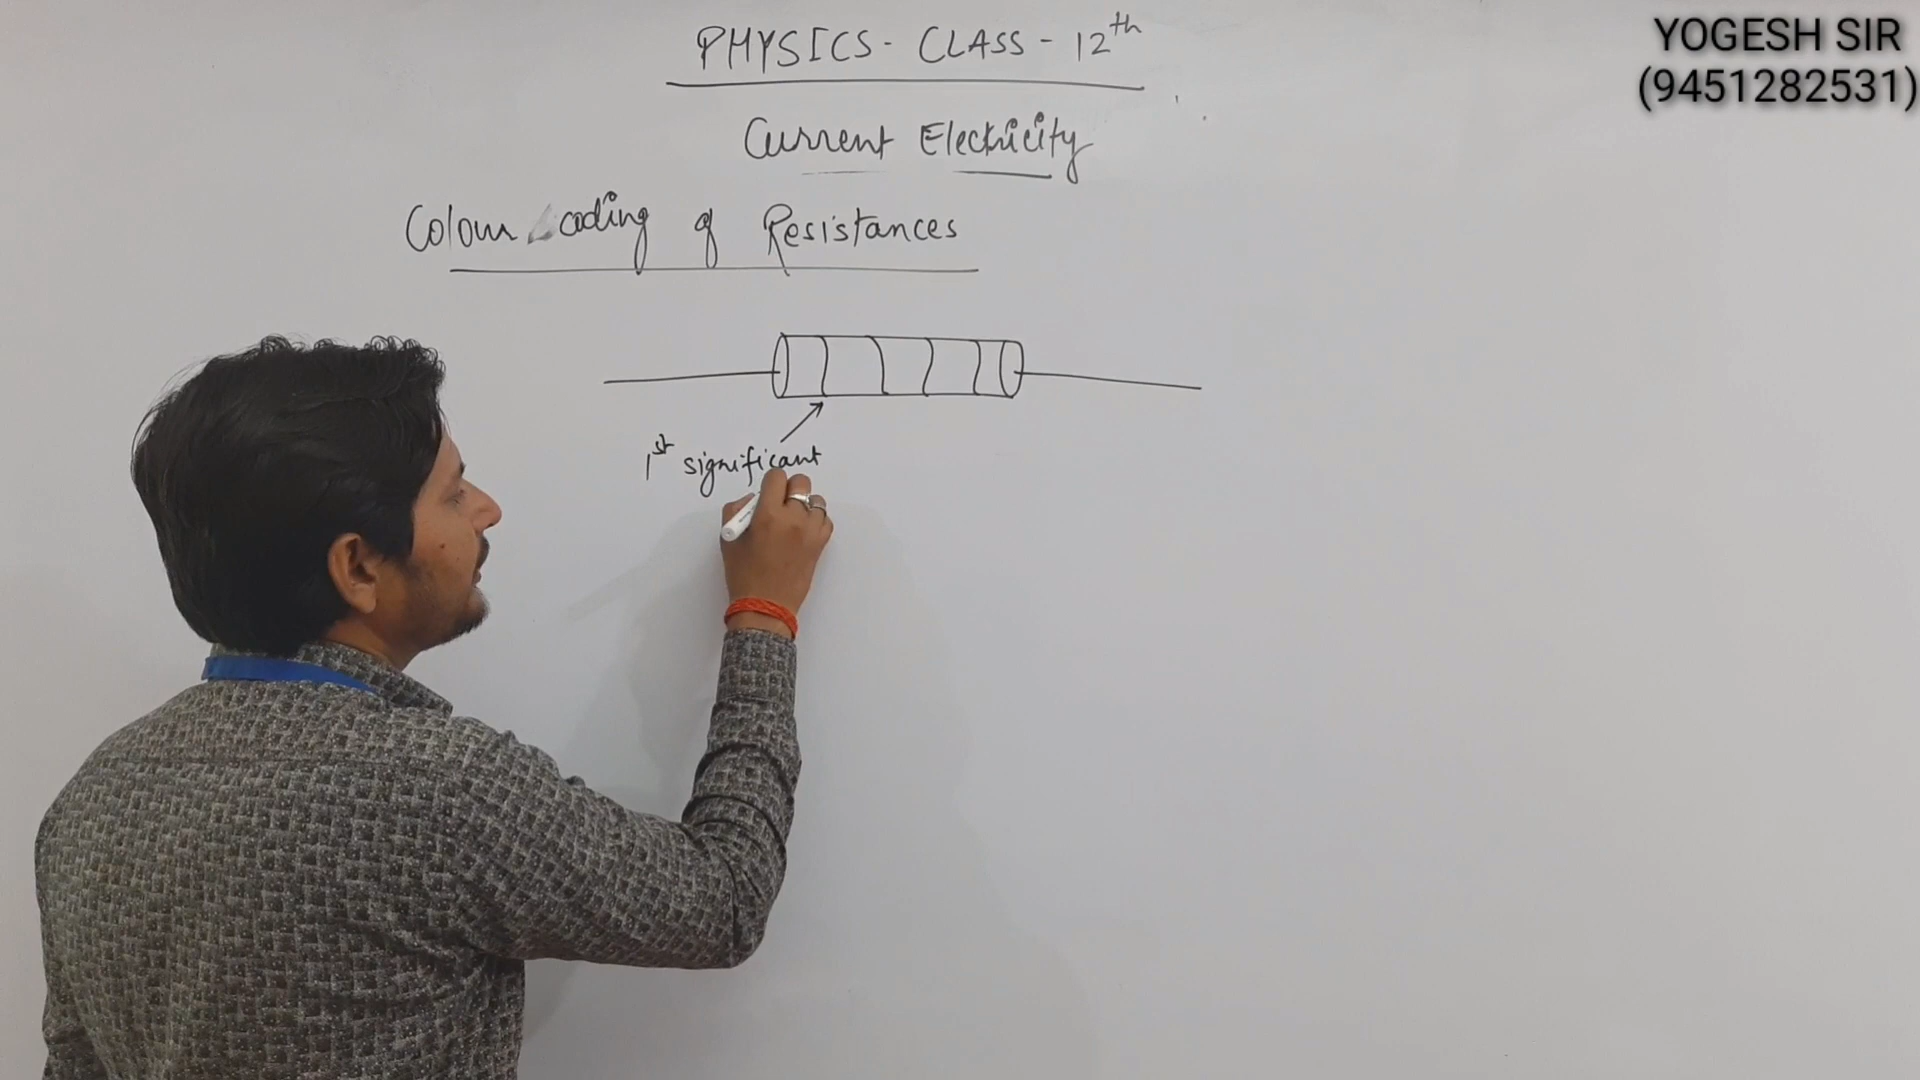 PHYSICS - CLASS - 12th
YOGESH SIR
(9451282531)
Current Electricity
Colour coding of Resistances
1st significant